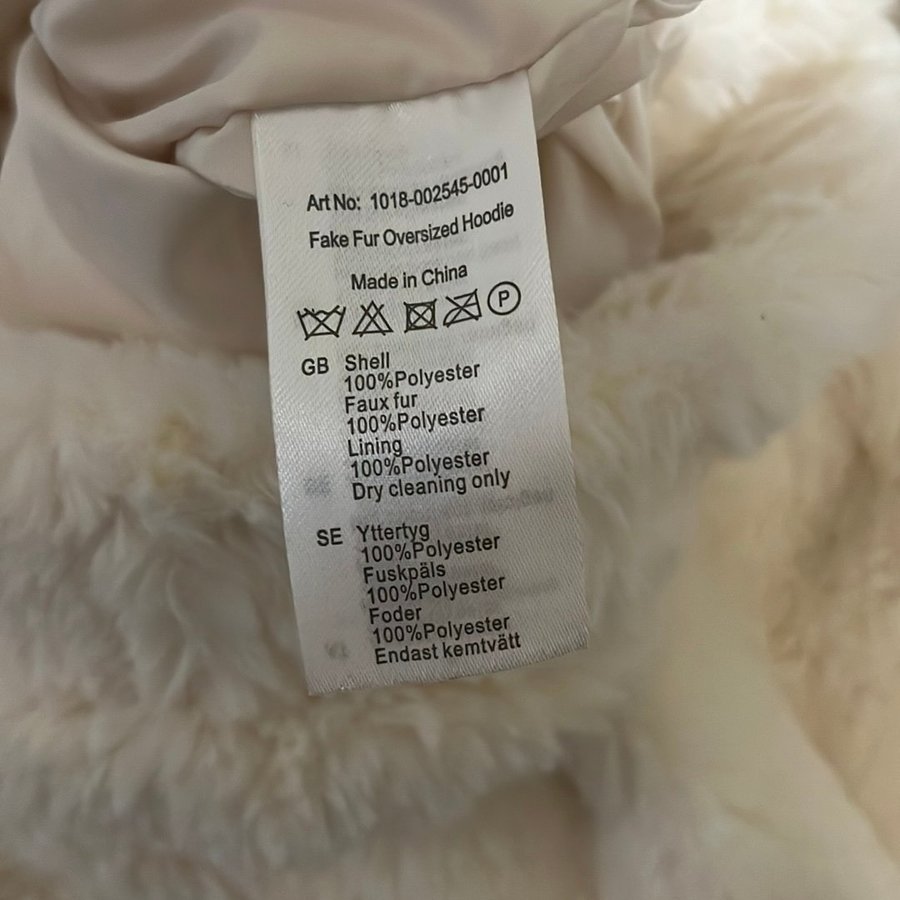 Art No: 1018-002545-0001
Fake Fur Oversized Hoodie
Made in China
P
GB Shell
100%Polyester
Faux fur
100%Polyester
Lining
100%Polyester
Dry cleaning only
SE Yttertyg
100%Polyester
Fuskpäls
100%Polyester
Foder
100%Polyester
Endast kemtvätt